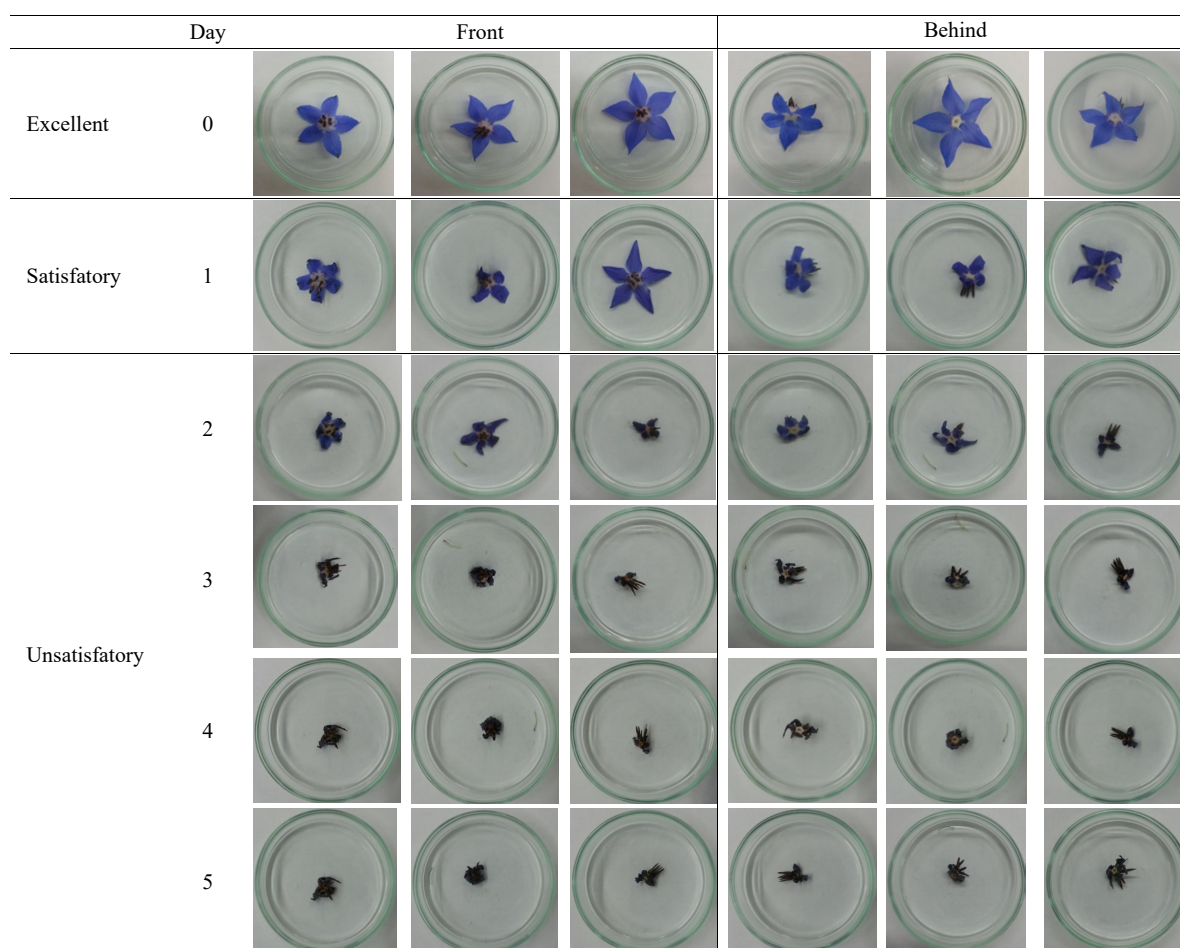 Day Front Behind
Excellent 0
Satisfatory 1
2
3
Unsatisfatory
4
5